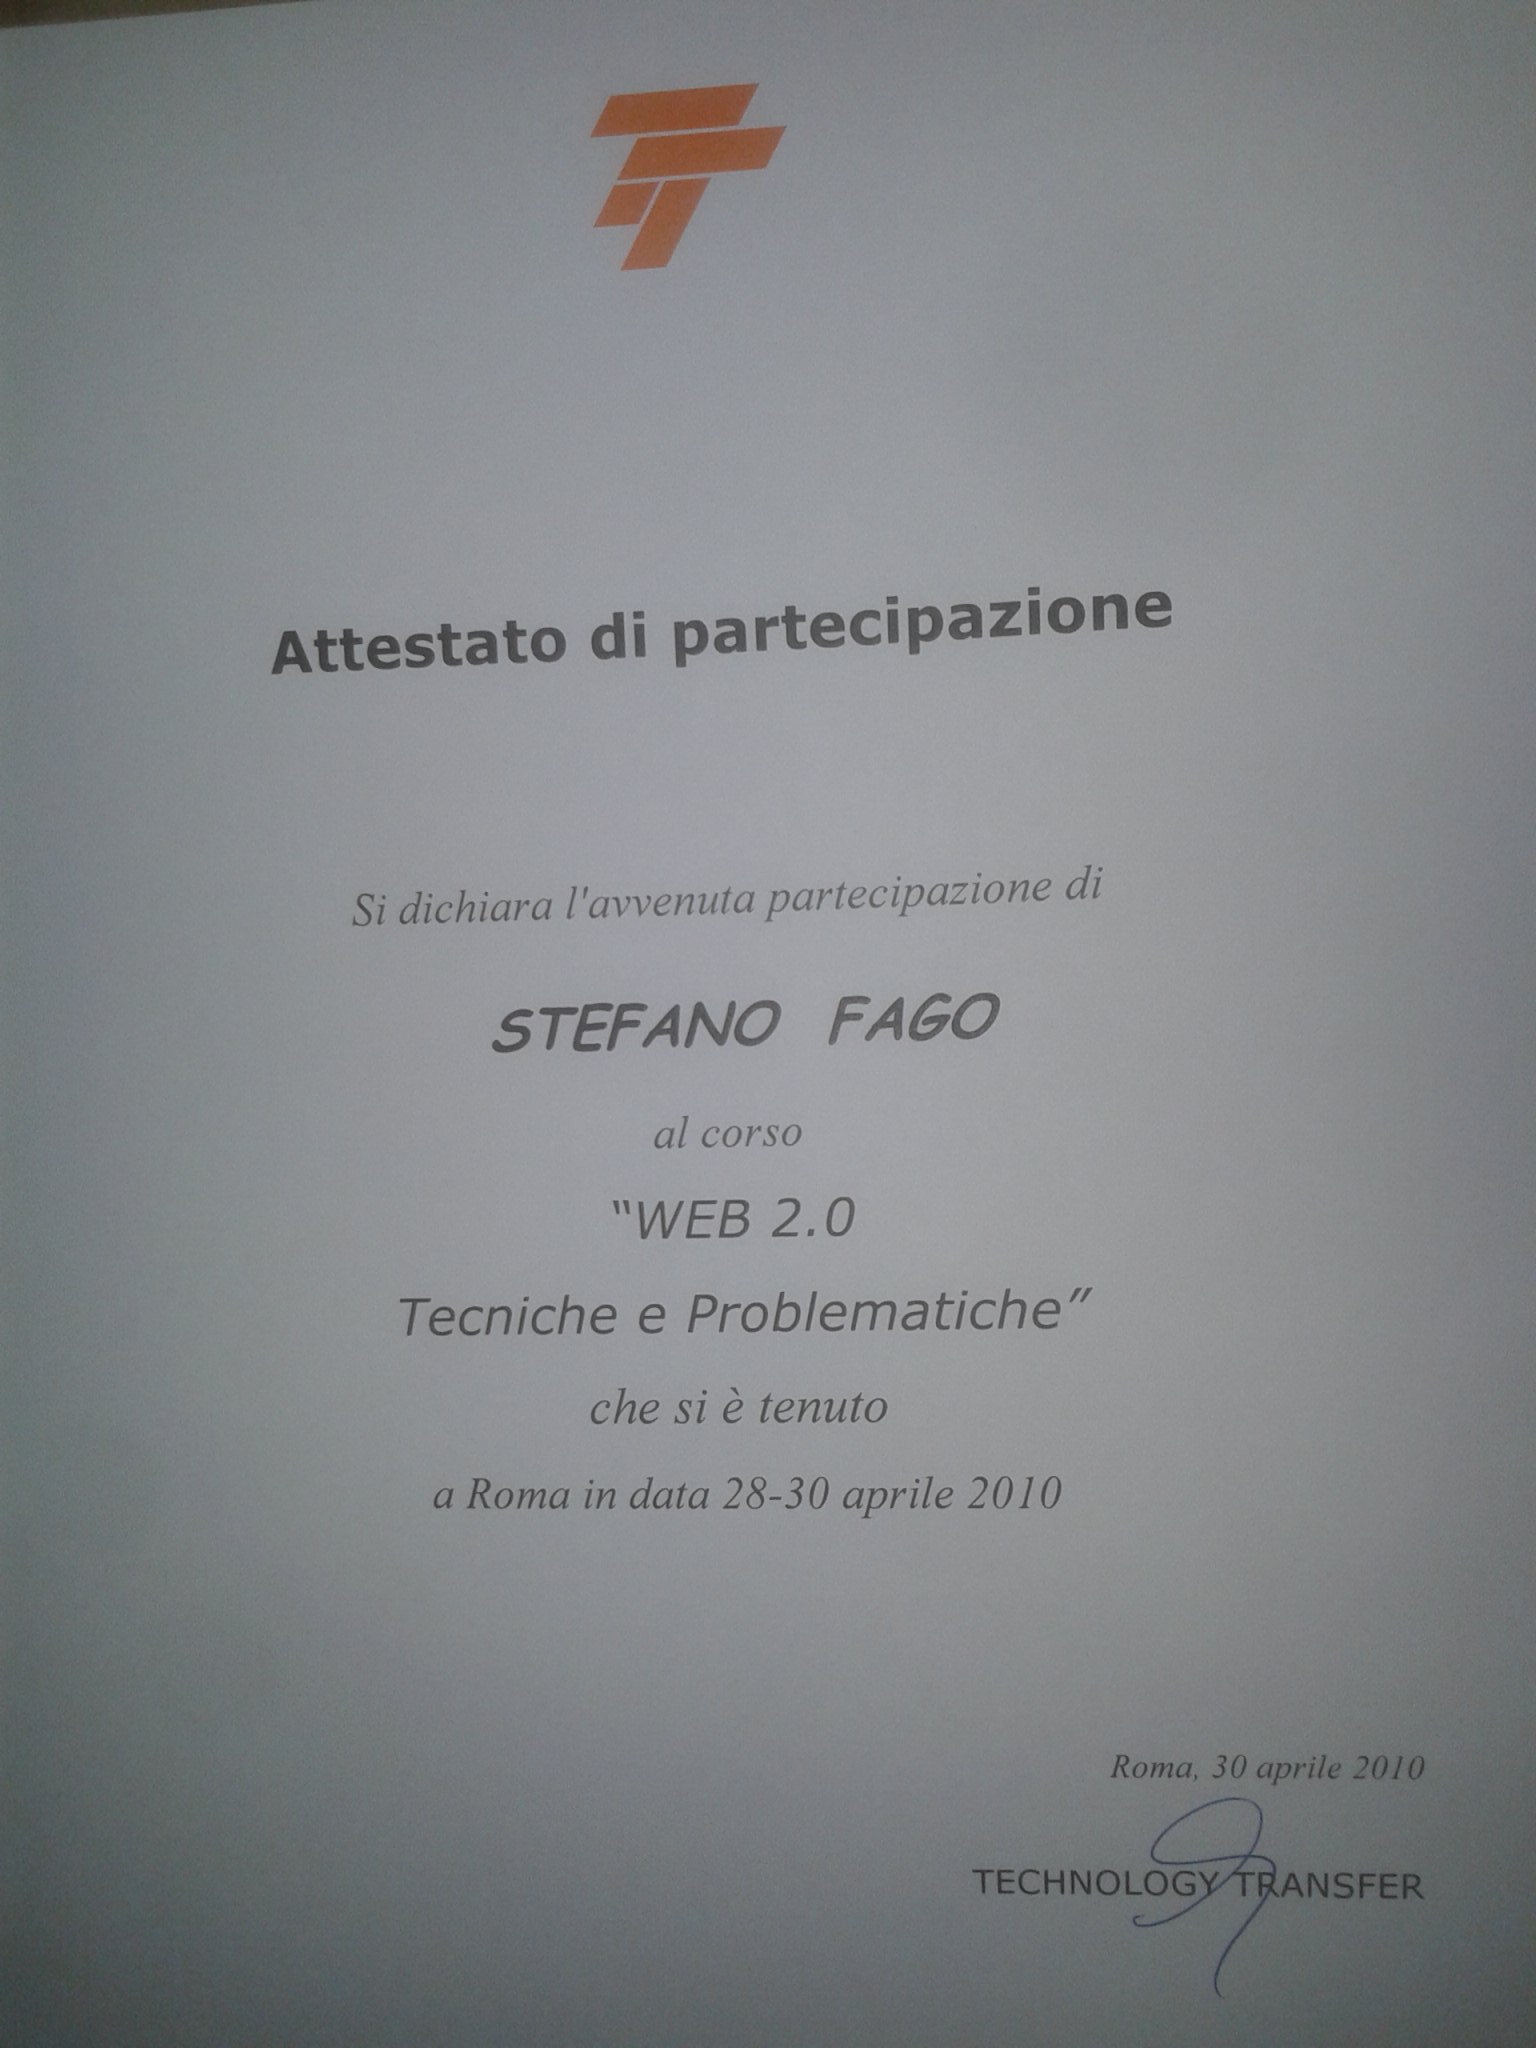 Attestato di partecipazione
Si dichiara l'avvenuta partecipazione di
STEFANO FAGO
al corso
“WEB 2.0
Tecniche e Problematiche”
che si è tenuto
a Roma in data 28-30 aprile 2010
Roma, 30 aprile 2010
TECHNOLOGY TRANSFER